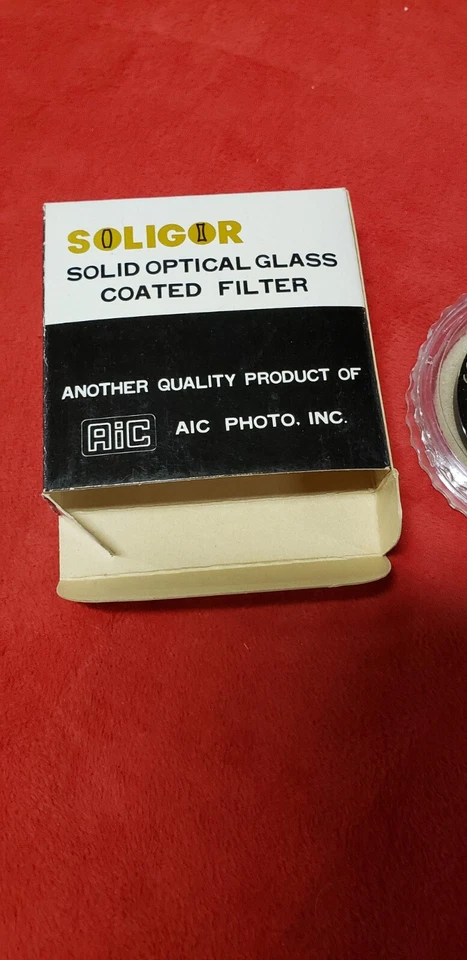 SOLIGOR
SOLID OPTICAL GLASS
COATED FILTER
ANOTHER QUALITY PRODUCT OF
AiC AIC PHOTO, INC.